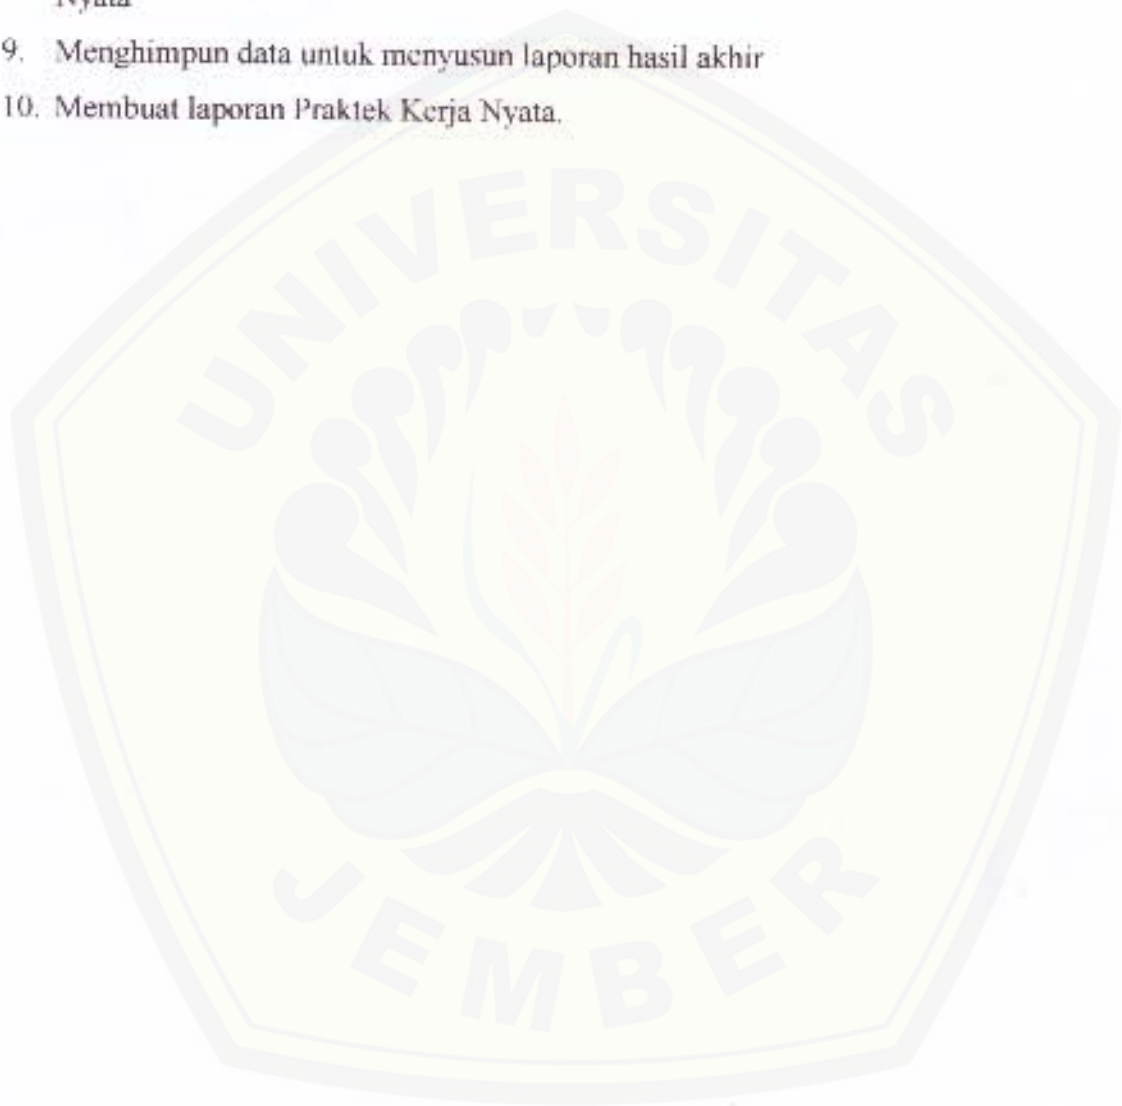 Nyata
9. Menghimpun data untuk menyusun laporan hasil akhir
10. Membuat laporan Praktek Kerja Nyata.
UNIVERSITAS
JEMBER